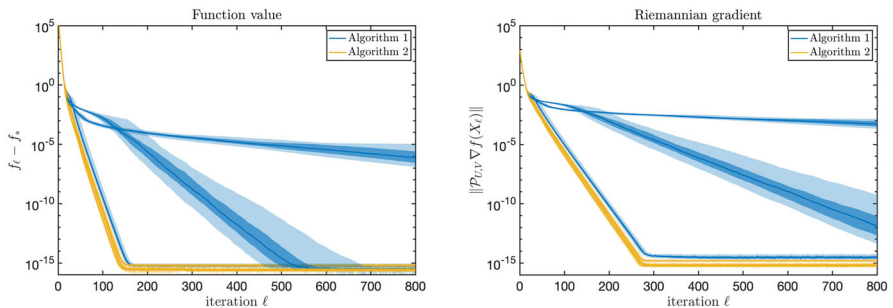 Function value
10^5
10^0
10^-5
10^-10
10^-15
f_ℓ − f_*
0 100 200 300 400 500 600 700 800
iteration ℓ
Algorithm 1
Algorithm 2
Riemannian gradient
10^5
10^0
10^-5
10^-10
10^-15
‖𝒫_{U,V} ∇f(X_ℓ)‖
0 100 200 300 400 500 600 700 800
iteration ℓ
Algorithm 1
Algorithm 2